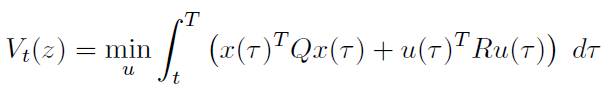 V_t(z) = \min_u \int_t^T \left( x(\tau)^T Q x(\tau) + u(\tau)^T R u(\tau) \right) \, d\tau